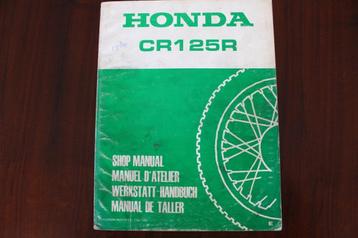 HONDA
CR125R
SHOP MANUAL
MANUEL D'ATELIER
WERKSTATT-HANDBUCH
MANUAL DE TALLER